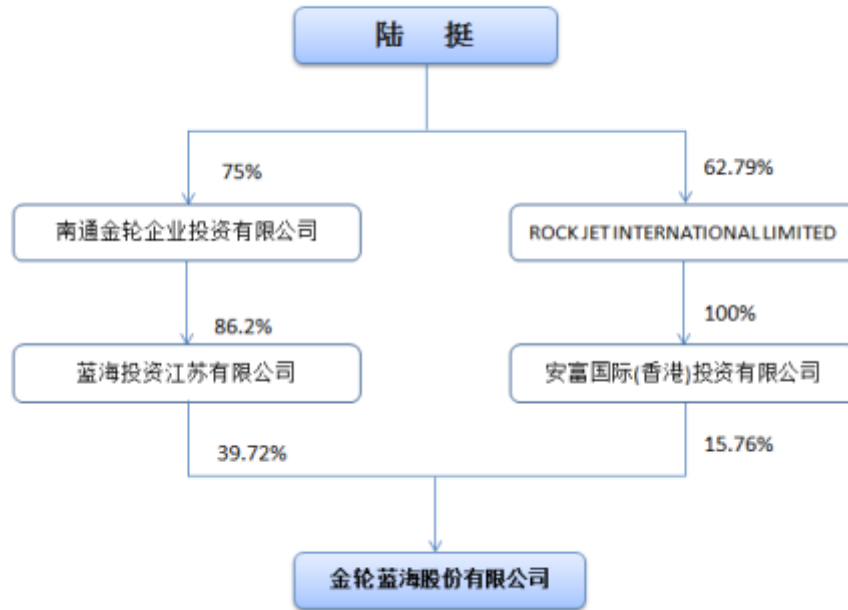 陆 挺
75%
62.79%
南通金轮企业投资有限公司
ROCK JET INTERNATIONAL LIMITED
86.2%
100%
蓝海投资江苏有限公司
安富国际(香港)投资有限公司
39.72%
15.76%
金轮蓝海股份有限公司